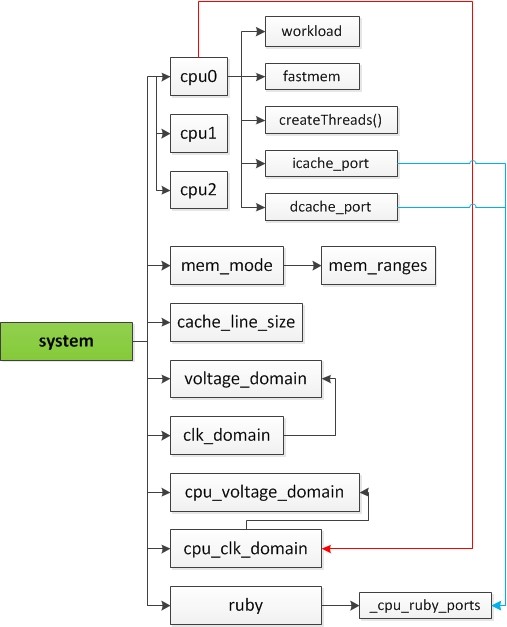 cpu0
workload
fastmem
createThreads()
icache_port
dcache_port
cpu1
cpu2
mem_mode
mem_ranges
cache_line_size
system
voltage_domain
clk_domain
cpu_voltage_domain
cpu_clk_domain
ruby
_cpu_ruby_ports